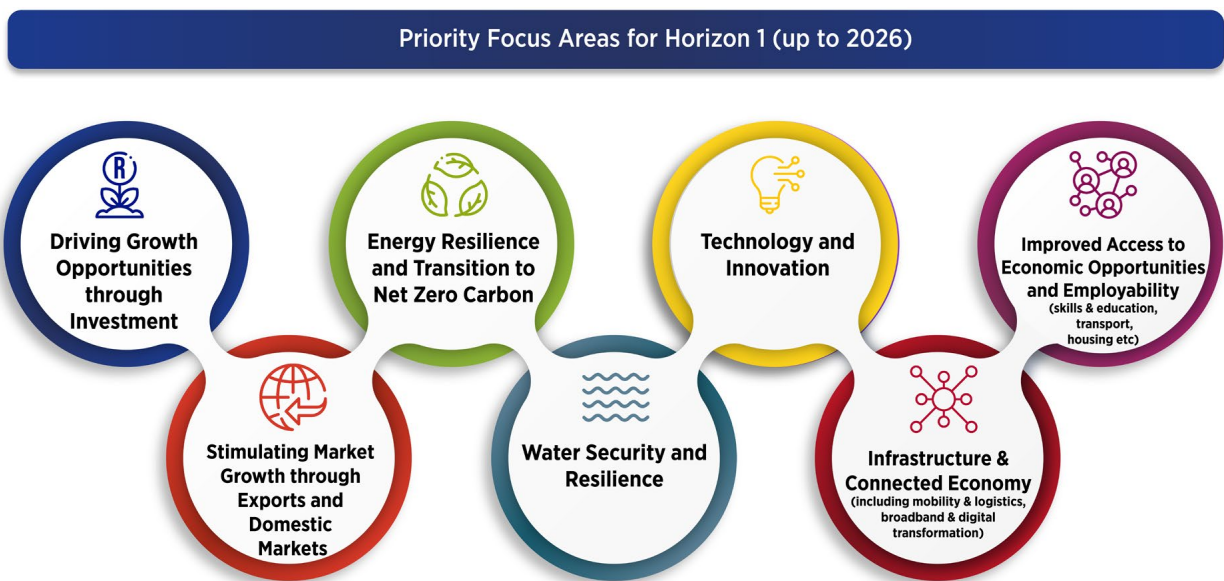 Priority Focus Areas for Horizon 1 (up to 2026)
R
Driving Growth
Opportunities
through
Investment
Stimulating Market
Growth through
Exports and
Domestic
Markets
Energy Resilience
and Transition to
Net Zero Carbon
Water Security and
Resilience
Technology and
Innovation
Infrastructure &
Connected Economy
(including mobility & logistics,
broadband & digital
transformation)
Improved Access to
Economic Opportunities
and Employability
(skills & education,
transport,
housing etc)